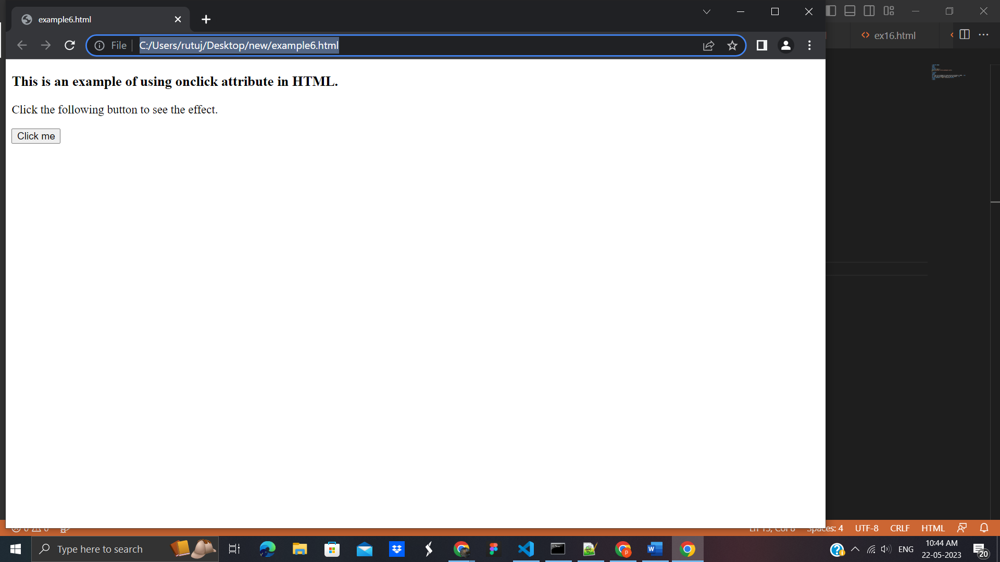 example6.html
File
C:/Users/rutuj/Desktop/new/example6.html
ex16.html
This is an example of using onclick attribute in HTML.
Click the following button to see the effect.
Click me
Spaces: 4
UTF-8
CRLF
HTML
Type here to search
ENG
10:44 AM
22-05-2023
20